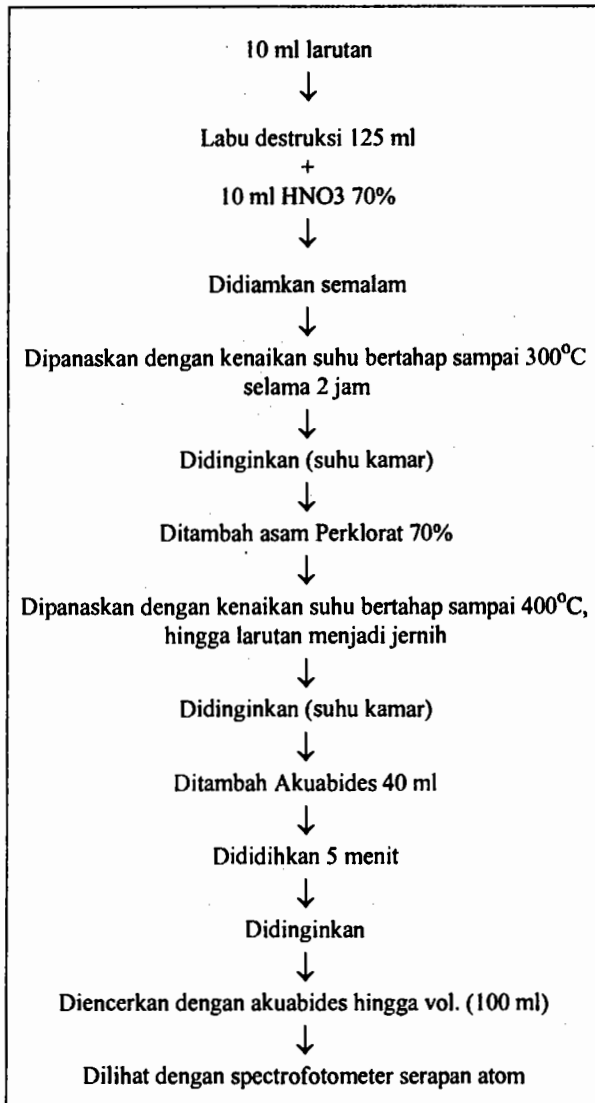 10 ml larutan
↓
Labu destruksi 125 ml
+
10 ml HNO3 70%
↓
Didiamkan semalam
↓
Dipanaskan dengan kenaikan suhu bertahap sampai 300°C
selama 2 jam
↓
Didinginkan (suhu kamar)
↓
Ditambah asam Perklorat 70%
↓
Dipanaskan dengan kenaikan suhu bertahap sampai 400°C,
hingga larutan menjadi jernih
↓
Didinginkan (suhu kamar)
↓
Ditambah Akuabides 40 ml
↓
Dididihkan 5 menit
↓
Didinginkan
↓
Diencerkan dengan akuabides hingga vol. (100 ml)
↓
Dilihat dengan spectrofotometer serapan atom